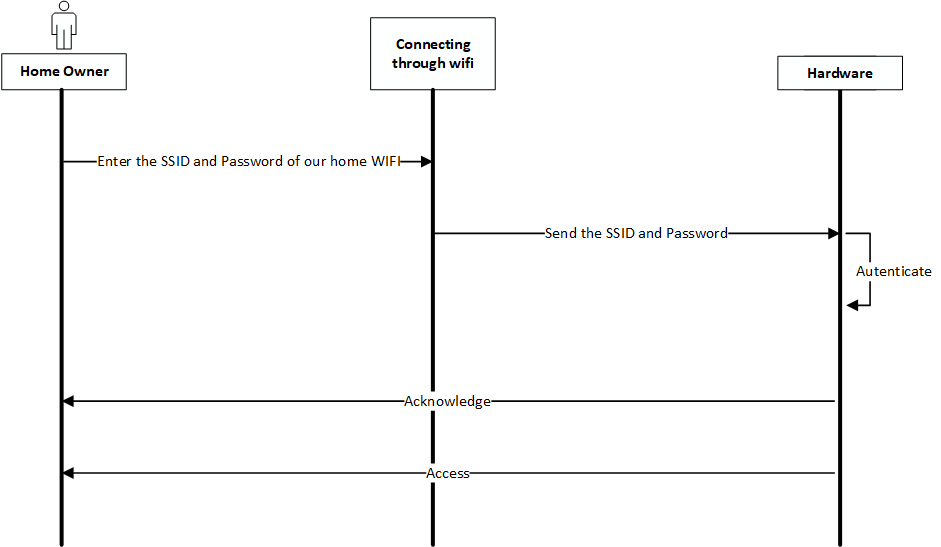 Home Owner
Connecting
through wifi
Hardware
Enter the SSID and Password of our home WIFI
Send the SSID and Password
Autenticate
Acknowledge
Access